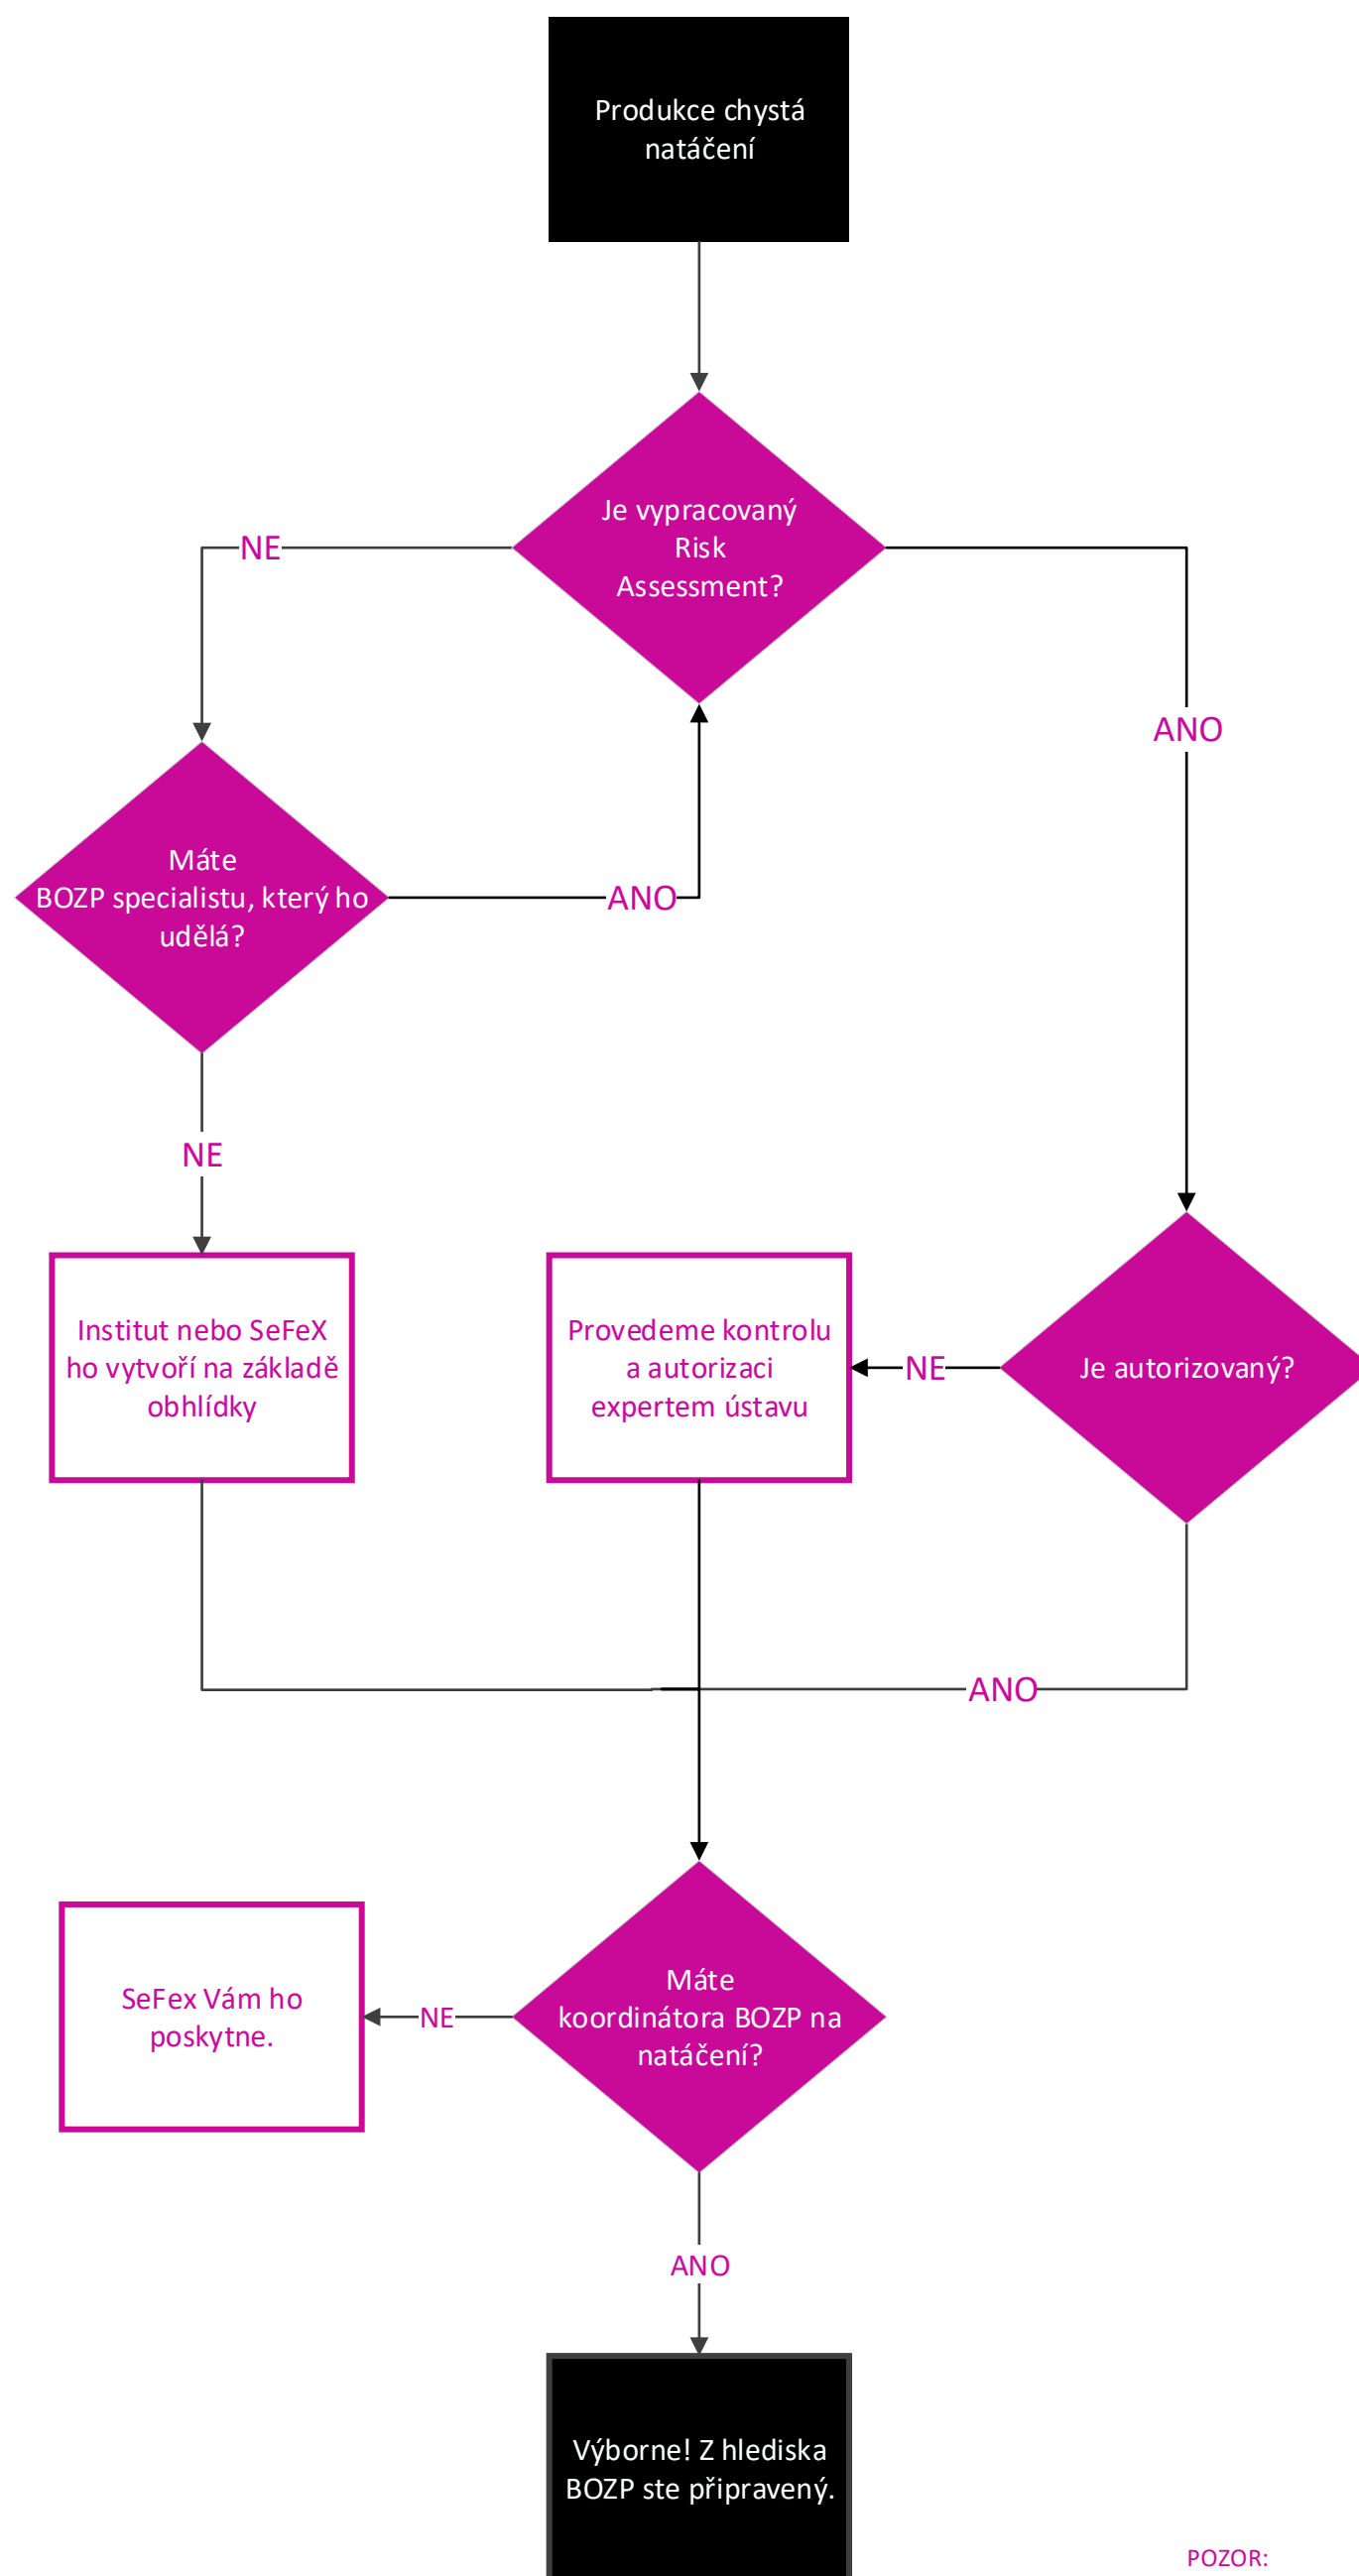 Produkce chystá
natáčení
Je vypracovaný
Risk
Assessment?
NE
ANO
Máte
BOZP specialistu, který ho
udělá?
ANO
NE
Institut nebo SeFeX
ho vytvoří na základě
obhlídky
Provedeme kontrolu
a autorizaci
expertem ústavu
NE
Je autorizovaný?
ANO
SeFex Vám ho
poskytne.
NE
Máte
koordinátora BOZP na
natáčení?
ANO
Výborne! Z hlediska
BOZP ste připravený.
POZOR: